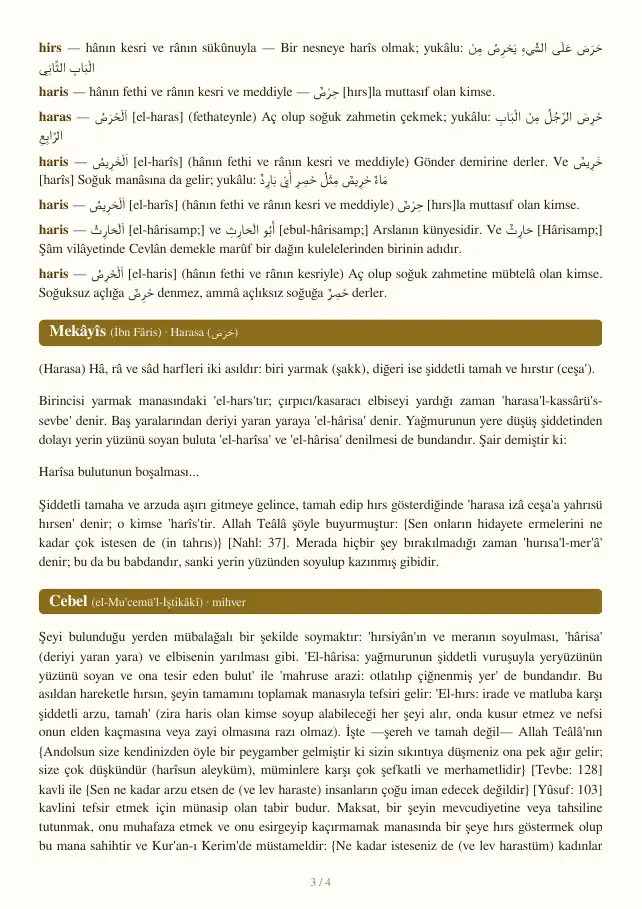 hirs — hânın kesri ve rânın sükûnuyla — Bir nesneye harîs olmak; yukâlu: حَرَصَ عَلَى الشَّيْءِ يَحْرِصُ مِنَ
الْبَابِ الثَّانِي
haris — hânın fethi ve rânın kesri ve meddiyle — حِرْصٌ [hırs]la muttasıf olan kimse.
haras — اَلْخَرَصُ [el-haras] (fethateynle) Aç olup soğuk zahmetin çekmek; yukâlu: خَرِصَ الرَّجُلُ مِنَ الْبَابِ
الرَّابِعِ
haris — اَلْخَرِيصُ [el-harîs] (hânın fethi ve rânın kesri ve meddiyle) Gönder demirine derler. Ve خَرِيصٌ
[harîs] Soğuk manâsına da gelir; yukâlu: مَاءٌ خَرِيصٌ مِثْلُ خَصِرٍ أَيْ بَارِدٌ
haris — اَلْحَرِيصُ [el-harîs] (hânın fethi ve rânın kesri ve meddiyle) حِرْصٌ [hırs]la muttasıf olan kimse.
haris — اَلْحَارِثُ [el-hârisamp;] ve أَبُو الْحَارِثِ [ebul-hârisamp;] Arslanın künyesidir. Ve حَارِثٌ [Hârisamp;]
Şâm vilâyetinde Cevlân demekle marûf bir dağın kulelelerinden birinin adıdır.
haris — اَلْخَرِصُ [el-haris] (hânın fethi ve rânın kesriyle) Aç olup soğuk zahmetine mübtelâ olan kimse.
Soğuksuz açlığa خَرِصٌ denmez, ammâ açlıksız soğuğa خَصِرٌ derler.
Mekâyîs (İbn Fâris) · Harasa (حَرَصَ)
(Harasa) Hâ, râ ve sâd harfleri iki asıldır: biri yarmak (şakk), diğeri ise şiddetli tamah ve hırstır (ceşa').
Birincisi yarmak manasındaki 'el-hars'tır; çırpıcı/kasaracı elbiseyi yardığı zaman 'harasa'l-kassârü's-
sevbe' denir. Baş yaralarından deriyi yaran yaraya 'el-hârisa' denir. Yağmurunun yere düşüş şiddetinden
dolayı yerin yüzünü soyan buluta 'el-harîsa' ve 'el-hârisa' denilmesi de bundandır. Şair demiştir ki:
Harîsa bulutunun boşalması...
Şiddetli tamaha ve arzuda aşırı gitmeye gelince, tamah edip hırs gösterdiğinde 'harasa izâ ceşa'a yahrısü
hırsen' denir; o kimse 'harîs'tir. Allah Teâlâ şöyle buyurmuştur: {Sen onların hidayete ermelerini ne
kadar çok istesen de (in tahrıs)} [Nahl: 37]. Merada hiçbir şey bırakılmadığı zaman 'hurısa'l-mer'â'
denir; bu da bu babdandır, sanki yerin yüzünden soyulup kazınmış gibidir.
Cebel (el-Mu'cemü'l-İştikâkî) · mihver
Şeyi bulunduğu yerden mübalağalı bir şekilde soymaktır: 'hırsiyân'ın ve meranın soyulması, 'hârisa'
(deriyi yaran yara) ve elbisenin yarılması gibi. 'El-hârisa: yağmurunun şiddetli vuruşuyla yeryüzünün
yüzünü soyan ve ona tesir eden bulut' ile 'mahruse arazi: otlatılıp çiğnenmiş yer' de bundandır. Bu
asıldan hareketle hırsın, şeyin tamamını toplamak manasıyla tefsiri gelir: 'El-hırs: irade ve matluba karşı
şiddetli arzu, tamah' (zira haris olan kimse soyup alabileceği her şeyi alır, onda kusur etmez ve nefsi
onun elden kaçmasına veya zayi olmasına razı olmaz). İşte —şereh ve tamah değil— Allah Teâlâ'nın
{Andolsun size kendinizden öyle bir peygamber gelmiştir ki sizin sıkıntıya düşmeniz ona pek ağır gelir;
size çok düşkündür (harîsun aleyküm), müminlere karşı çok şefkatli ve merhametlidir} [Tevbe: 128]
kavli ile {Sen ne kadar arzu etsen de (ve lev haraste) insanların çoğu iman edecek değildir} [Yûsuf: 103]
kavlini tefsir etmek için münasip olan tabir budur. Maksat, bir şeyin mevcudiyetine veya tahsiline
tutunmak, onu muhafaza etmek ve onu esirgeyip kaçırmamak manasında bir şeye hırs göstermek olup
bu mana sahihtir ve Kur'an-ı Kerim'de müstameldir: {Ne kadar isteseniz de (ve lev harastüm) kadınlar
3 / 4